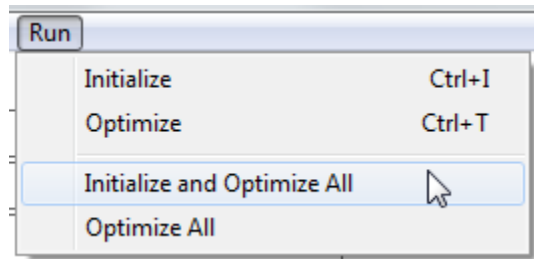 Run
Initialize Ctrl+I
Optimize Ctrl+T
Initialize and Optimize All
Optimize All